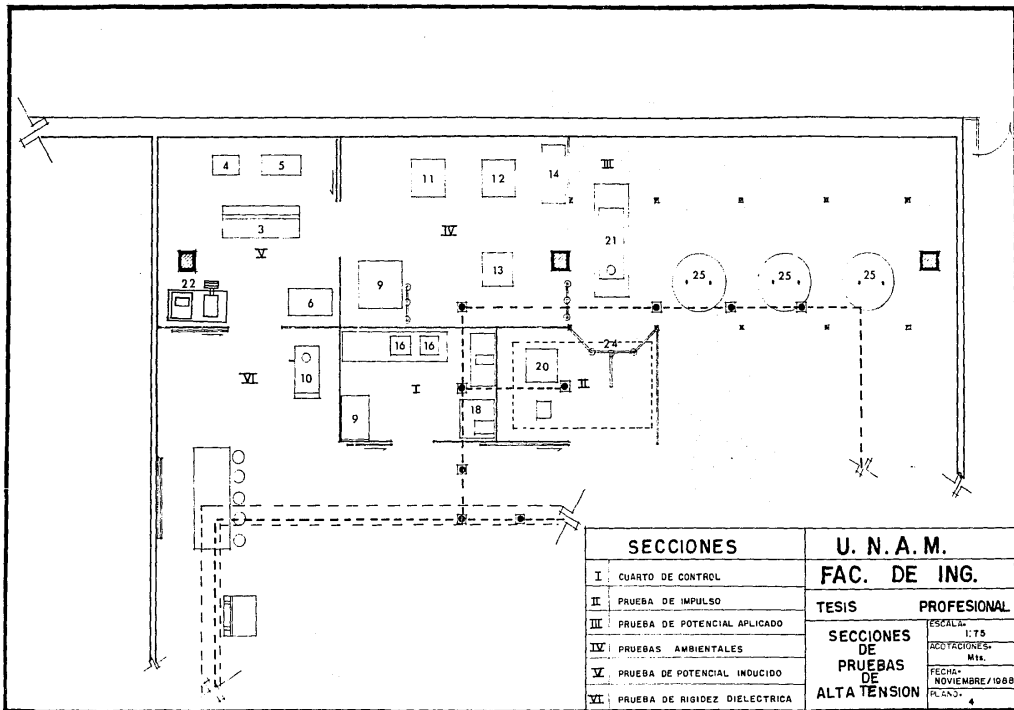 4
5
11
12
14
III
3
IV
21
V
13
22
9
25
25
25
6
16
16
24
VI
10
I
20
II
9
18
SECCIONES
I CUARTO DE CONTROL
II PRUEBA DE IMPULSO
III PRUEBA DE POTENCIAL APLICADO
IV PRUEBAS AMBIENTALES
V PRUEBA DE POTENCIAL INDUCIDO
VI PRUEBA DE RIGIDEZ DIELECTRICA
U. N. A. M.
FAC. DE ING.
TESIS PROFESIONAL
SECCIONES
DE
PRUEBAS
DE
ALTA TENSION
ESCALA:
1:75
ACOTACIONES:
Mts.
FECHA:
NOVIEMBRE/1988
PLANO:
4